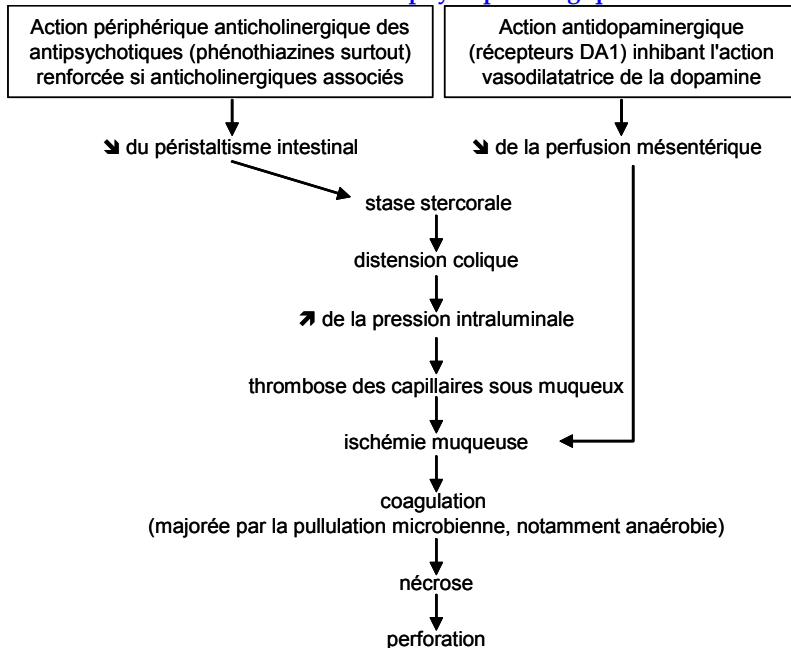 Action périphérique anticholinergique des
antipsychotiques (phénothiazines surtout)
renforcée si anticholinergiques associés
Action antidopaminergique
(récepteurs DA1) inhibant l'action
vasodilatatrice de la dopamine
➘ du péristaltisme intestinal
➘ de la perfusion mésentérique
stase stercorale
distension colique
➚ de la pression intraluminale
thrombose des capillaires sous muqueux
ischémie muqueuse
coagulation
(majorée par la pullulation microbienne, notamment anaérobie)
nécrose
perforation